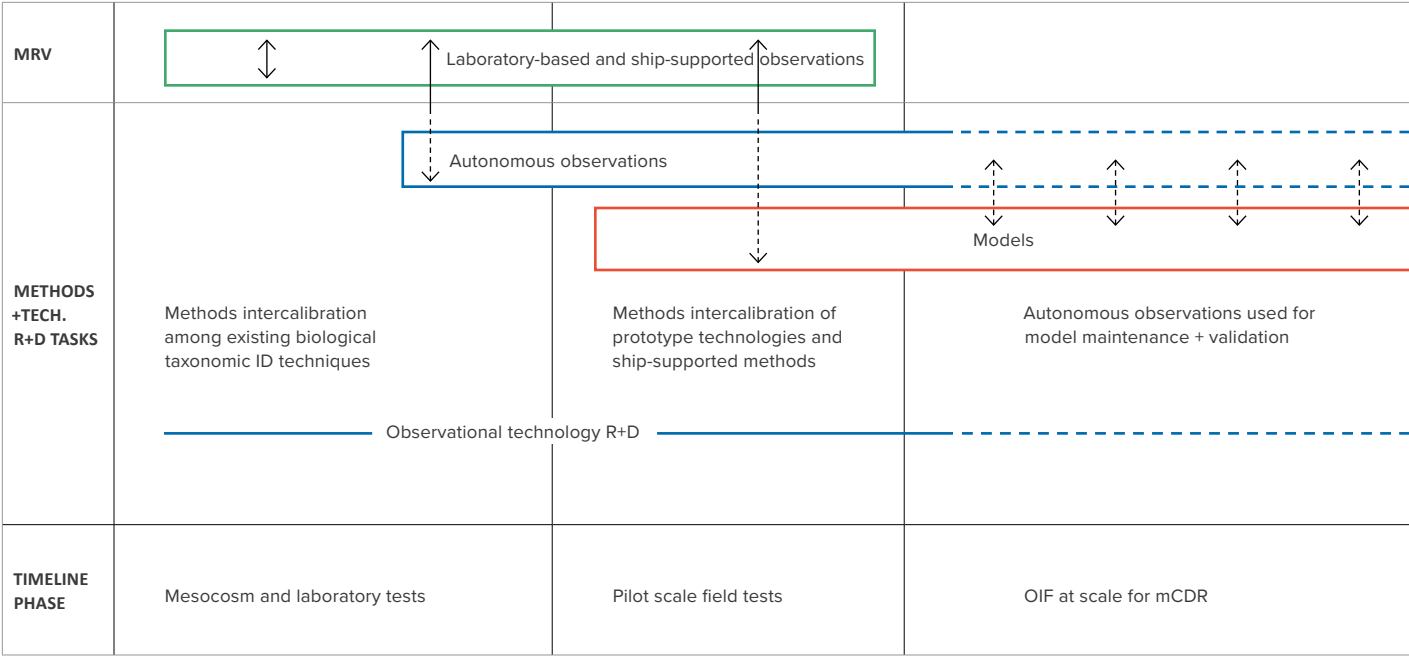 MRV
Laboratory-based and ship-supported observations
Autonomous observations
Models
METHODS
+TECH.
R+D TASKS
Methods intercalibration
among existing biological
taxonomic ID techniques
Methods intercalibration of
prototype technologies and
ship-supported methods
Autonomous observations used for
model maintenance + validation
Observational technology R+D
TIMELINE
PHASE
Mesocosm and laboratory tests
Pilot scale field tests
OIF at scale for mCDR